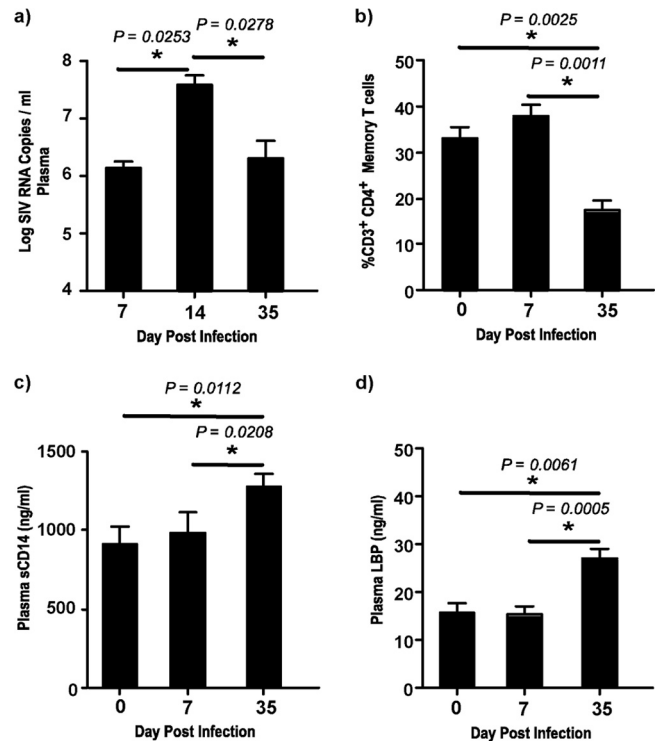 a)
P = 0.0253
P = 0.0278
*
*
Log SIV RNA Copies / ml
Plasma
8
7
6
5
4
7
14
35
Day Post Infection
b)
P = 0.0025
*
P = 0.0011
*
%CD3+ CD4+ Memory T cells
50
40
30
20
10
0
0
7
35
Day Post Infection
c)
P = 0.0112
*
P = 0.0208
*
Plasma sCD14 (ng/ml)
1500
1000
500
0
0
7
35
Day Post Infection
d)
P = 0.0061
*
P = 0.0005
*
Plasma LBP (ng/ml)
50
40
30
20
10
0
0
7
35
Day Post Infection